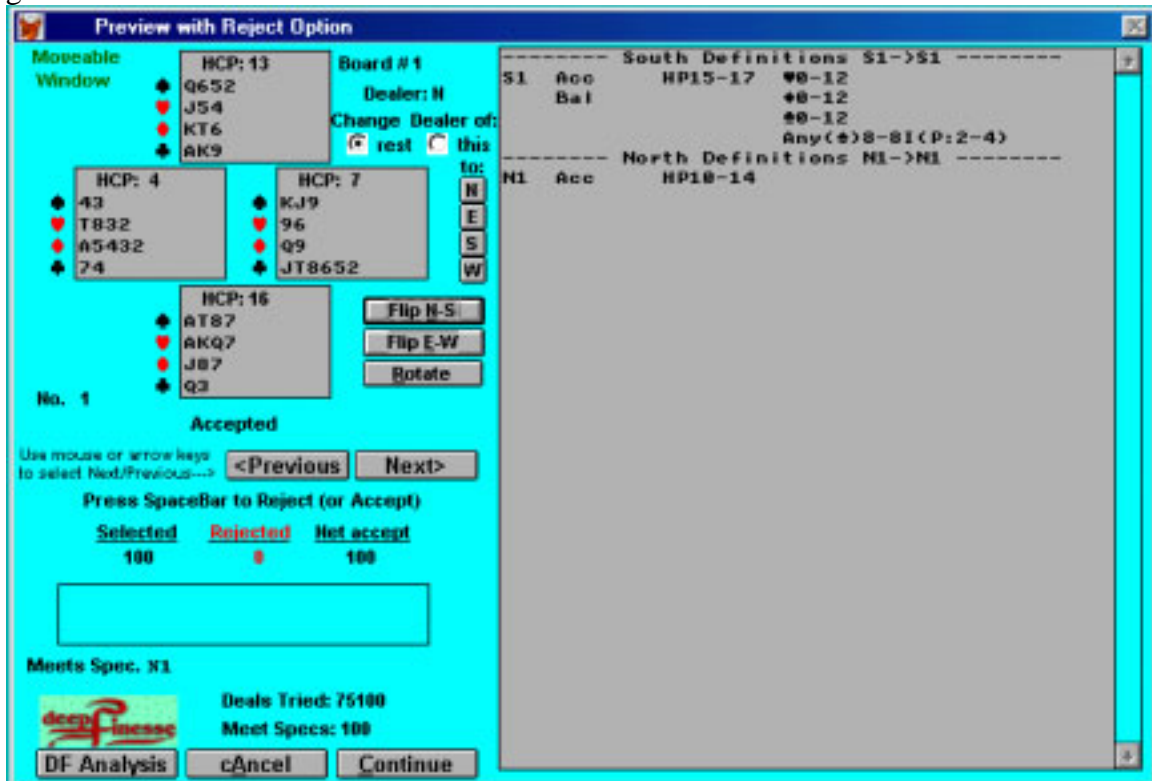 Preview with Reject Option
Moveable
Window
HCP: 13
Q652
J54
KT6
AK9
Board # 1
Dealer: N
Change Dealer of:
rest this
to:
N
E
S
W
HCP: 4
43
T832
A5432
74
HCP: 7
KJ9
96
Q9
JT8652
HCP: 16
AT87
AKQ7
J87
Q3
Flip N-S
Flip E-W
Rotate
No. 1
Accepted
Use mouse or arrow keys
to select Next/Previous--->
<Previous Next>
Press SpaceBar to Reject (or Accept)
Selected Rejected Net accept
100 0 100
Meets Spec. N1
deep Finesse
Deals Tried: 75100
Meet Specs: 100
DF Analysis cAncel Continue
-------- South Definitions S1->S1 --------
S1 Acc HP15-17 ♥0-12
Bal ♦0-12
♣0-12
Any(♠)8-8I(P:2-4)
-------- North Definitions N1->N1 --------
N1 Acc HP10-14